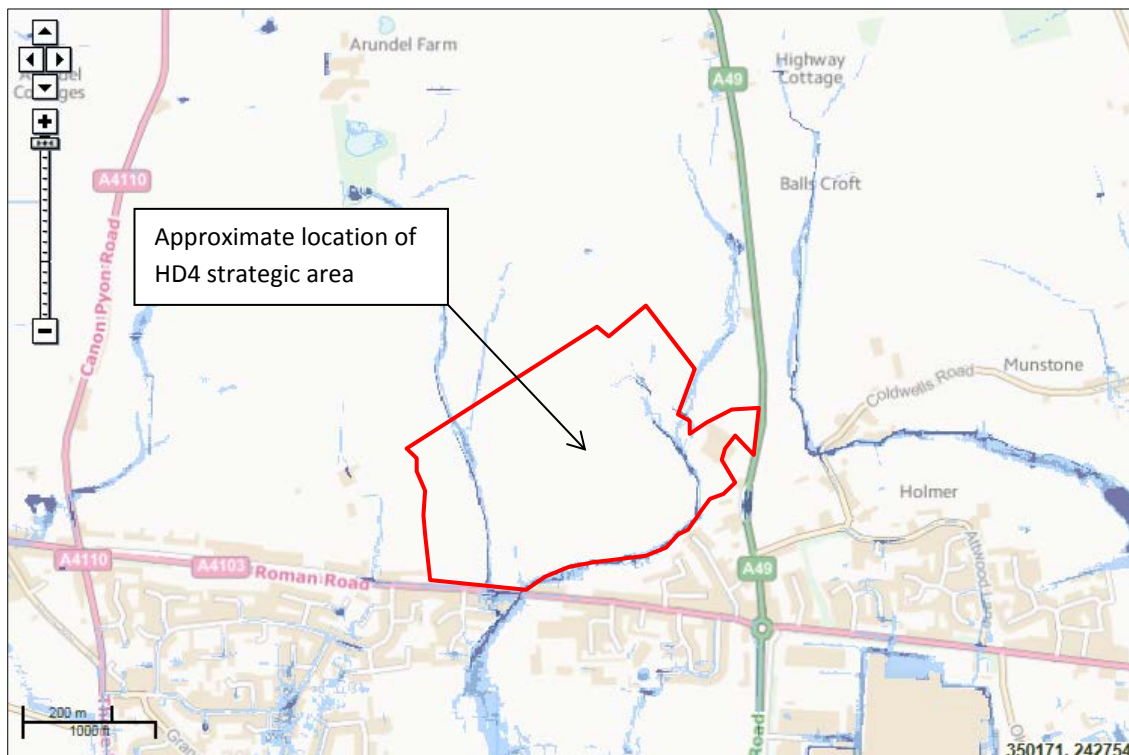 Arundel Farm
Highway
Cottage
A49
Cottages
A4110
Balls Croft
Canon Pyon Road
Approximate location of
HD4 strategic area
Munstone
Coldwells Road
Holmer
A4110
A4103
Roman Road
A49
Attwood
200 m
1000 ft
Road
350171, 242754